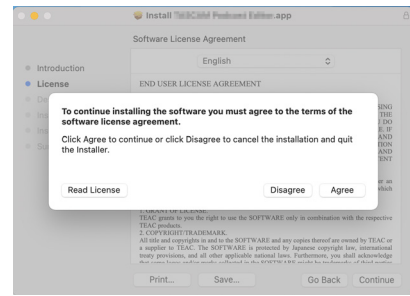 Install TASCAM Podcast Editor.app
Software License Agreement
English
Introduction
License
END USER LICENSE AGREEMENT
To continue installing the software you must agree to the terms of the
software license agreement.
Click Agree to continue or click Disagree to cancel the installation and quit
the Installer.
Read License
Disagree
Agree
1. GRANT OF LICENSE.
TEAC grants to you the right to use the SOFTWARE only in combination with the respective
TEAC products.
2. COPYRIGHT/TRADEMARK.
All title and copyrights in and to the SOFTWARE and any copies thereof are owned by TEAC or
a supplier to TEAC. The SOFTWARE is protected by Japanese copyright law, international
treaty provisions, and all other applicable national laws. Furthermore, you shall acknowledge
Print...
Save...
Go Back
Continue